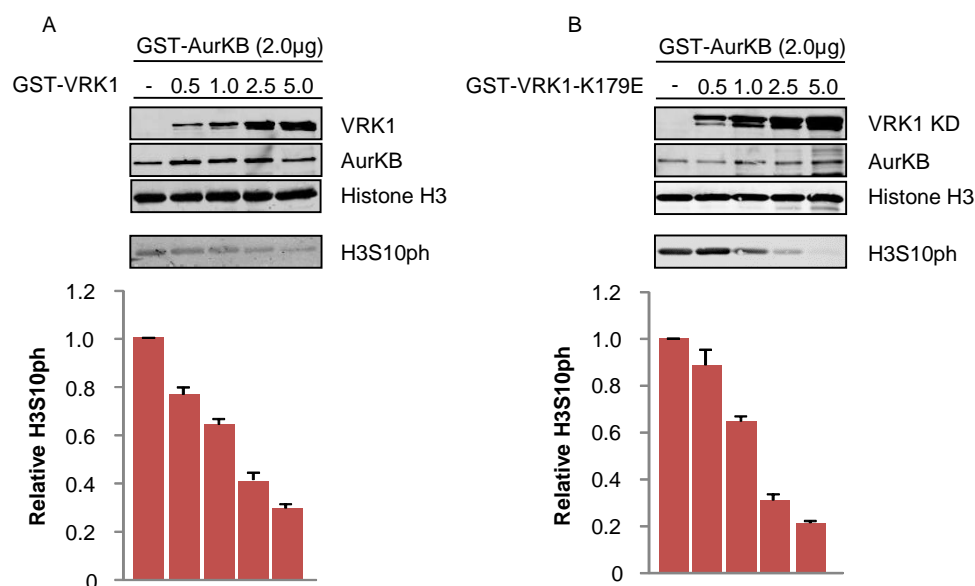 A
GST-AurKB (2.0µg)
GST-VRK1 - 0.5 1.0 2.5 5.0
VRK1
AurKB
Histone H3
H3S10ph
1.2
1.0
0.8
0.6
0.4
0.2
0
Relative H3S10ph
B
GST-AurKB (2.0µg)
GST-VRK1-K179E - 0.5 1.0 2.5 5.0
VRK1 KD
AurKB
Histone H3
H3S10ph
1.2
1.0
0.8
0.6
0.4
0.2
0
Relative H3S10ph